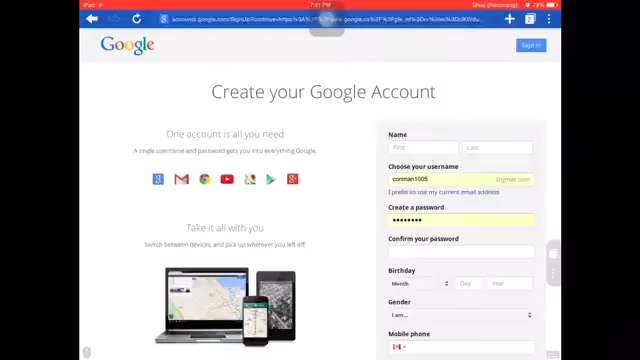 iPad
7:21 PM
79%
accounts.google.com/SignUp?continue=https
Google
Sign in
Create your Google Account
One account is all you need
A single username and password gets you into everything Google.
Take it all with you
Switch between devices, and pick up wherever you left off.
Name
First
Last
Choose your username
conman1005
@gmail.com
I prefer to use my current email address
Create a password
Confirm your password
Birthday
Month
Day
Year
Gender
I am...
Mobile phone